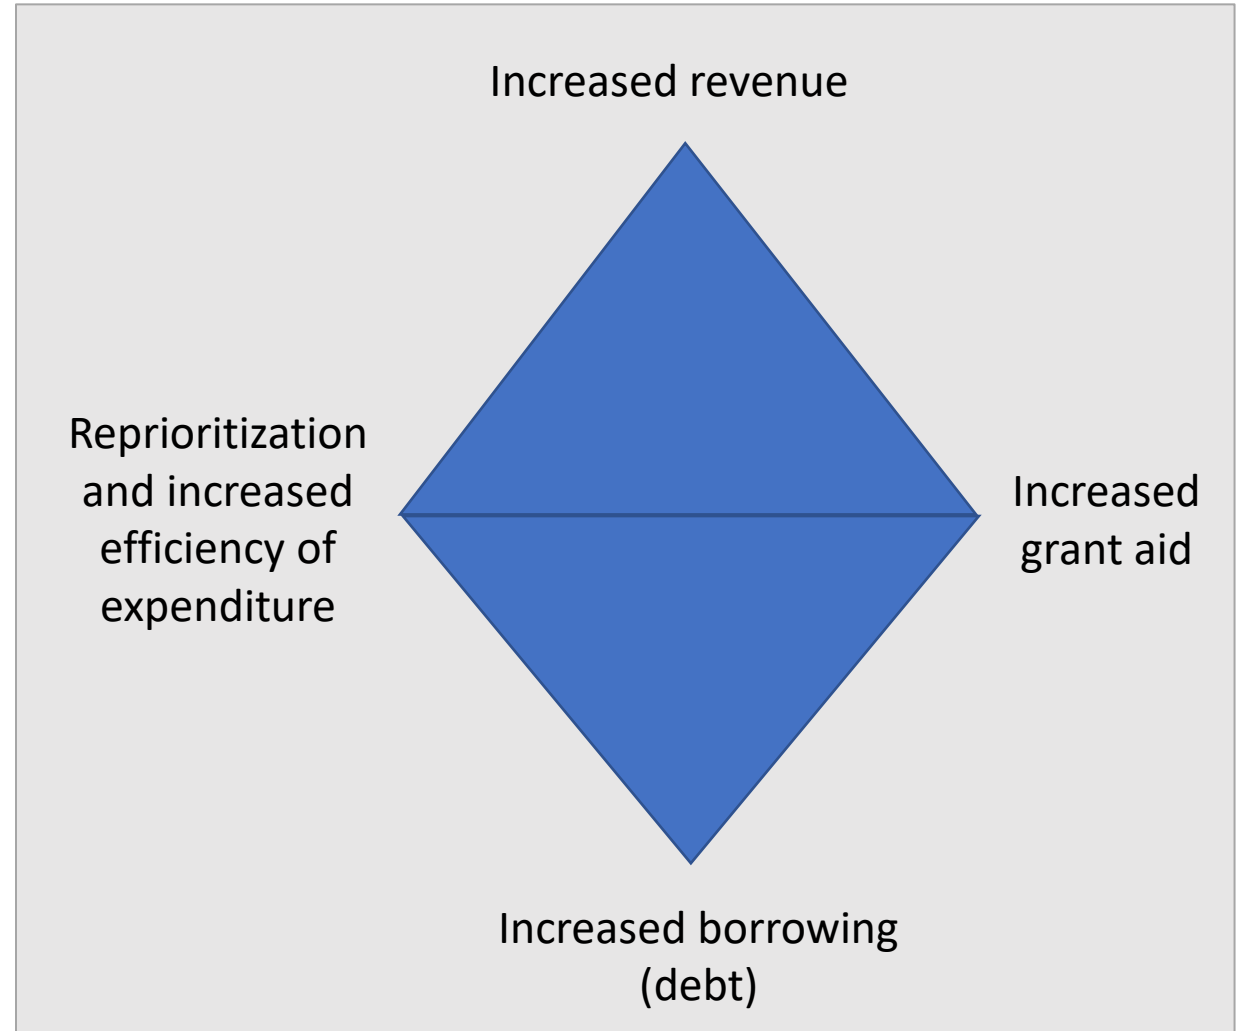 Increased revenue
Reprioritization
and increased
efficiency of
expenditure
Increased
grant aid
Increased borrowing
(debt)